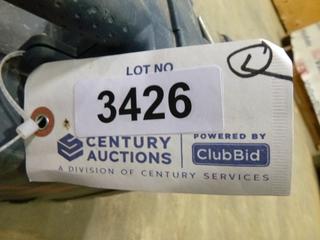 LOT NO
3426
CENTURY
AUCTIONS
POWERED BY
ClubBid
A DIVISION OF CENTURY SERVICES